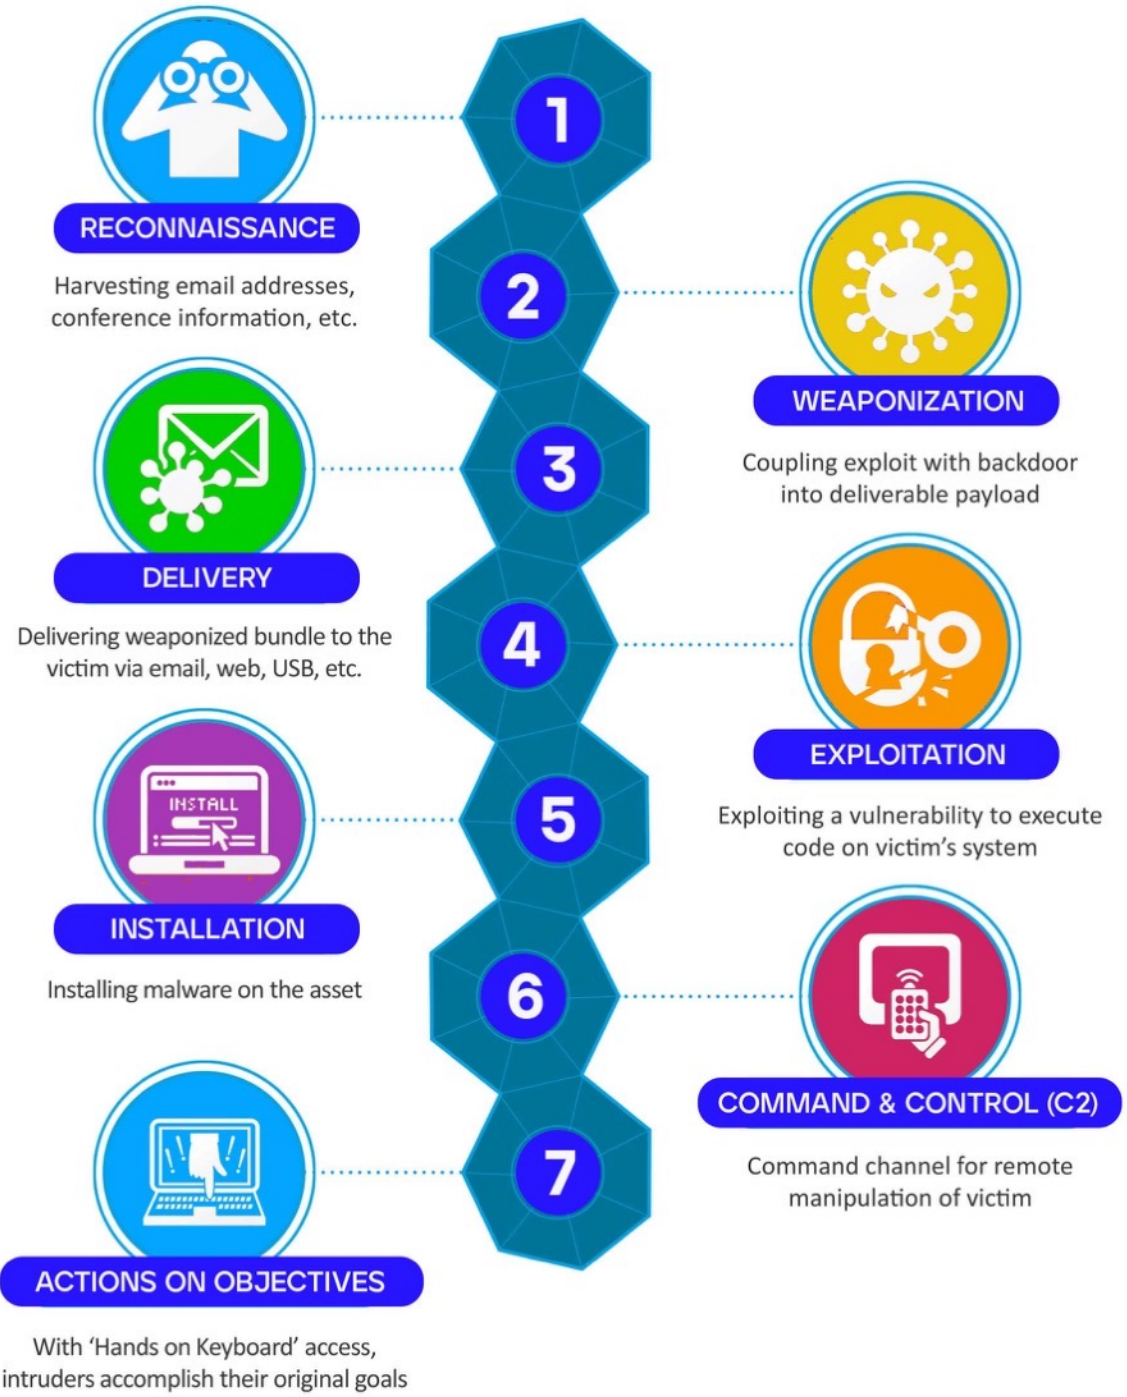 1
RECONNAISSANCE
Harvesting email addresses,
conference information, etc.
2
WEAPONIZATION
Coupling exploit with backdoor
into deliverable payload
3
DELIVERY
Delivering weaponized bundle to the
victim via email, web, USB, etc.
4
EXPLOITATION
Exploiting a vulnerability to execute
code on victim’s system
5
INSTALL
INSTALLATION
Installing malware on the asset
6
COMMAND & CONTROL (C2)
Command channel for remote
manipulation of victim
7
ACTIONS ON OBJECTIVES
With ‘Hands on Keyboard’ access,
intruders accomplish their original goals